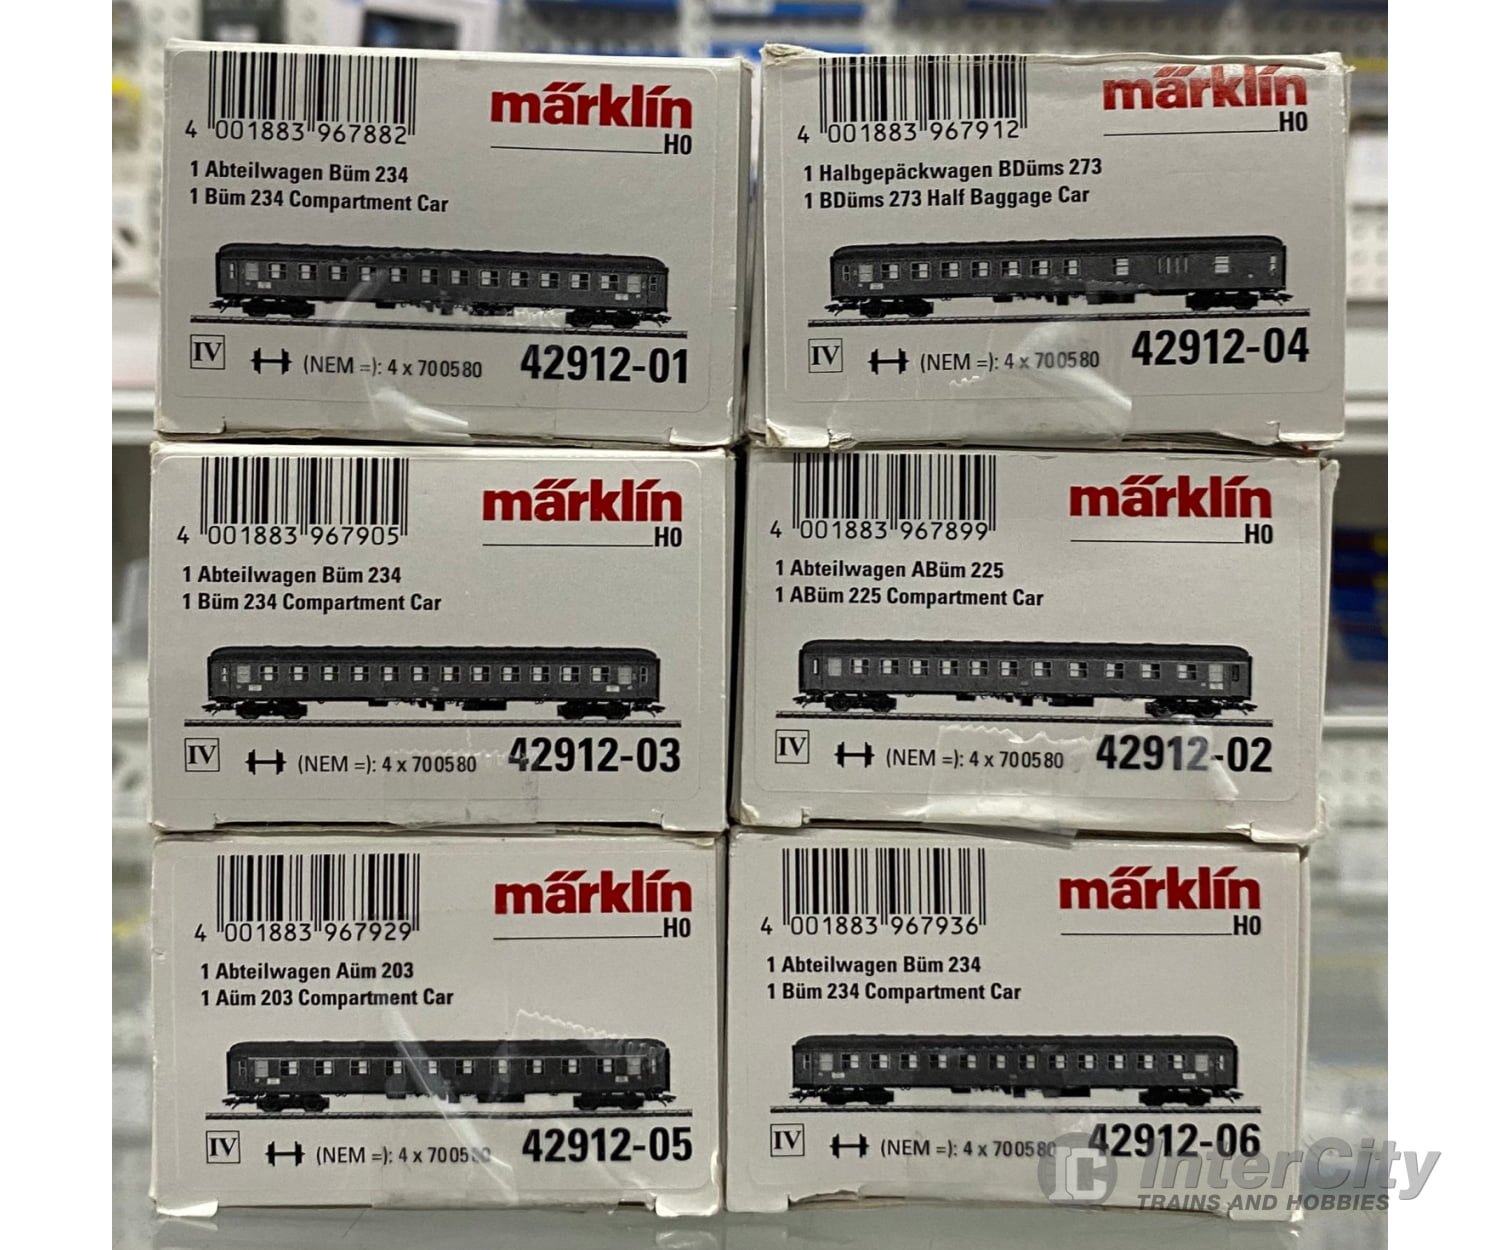 4 001883 967882
märklin
H0
1 Abteilwagen Büm 234
1 Büm 234 Compartment Car
IV
(NEM =): 4 x 700580
42912-01
4 001883 967912
märklin
H0
1 Halbgepäckwagen BDüms 273
1 BDüms 273 Half Baggage Car
IV
(NEM =): 4 x 700580
42912-04
4 001883 967905
märklin
H0
1 Abteilwagen Büm 234
1 Büm 234 Compartment Car
IV
(NEM =): 4 x 700580
42912-03
4 001883 967899
märklin
H0
1 Abteilwagen ABüm 225
1 ABüm 225 Compartment Car
IV
(NEM =): 4 x 700580
42912-02
4 001883 967929
märklin
H0
1 Abteilwagen Aüm 203
1 Aüm 203 Compartment Car
IV
(NEM =): 4 x 700580
42912-05
4 001883 967936
märklin
H0
1 Abteilwagen Büm 234
1 Büm 234 Compartment Car
IV
(NEM =): 4 x 700580
42912-06
IC InterCity
TRAINS AND HOBBIES